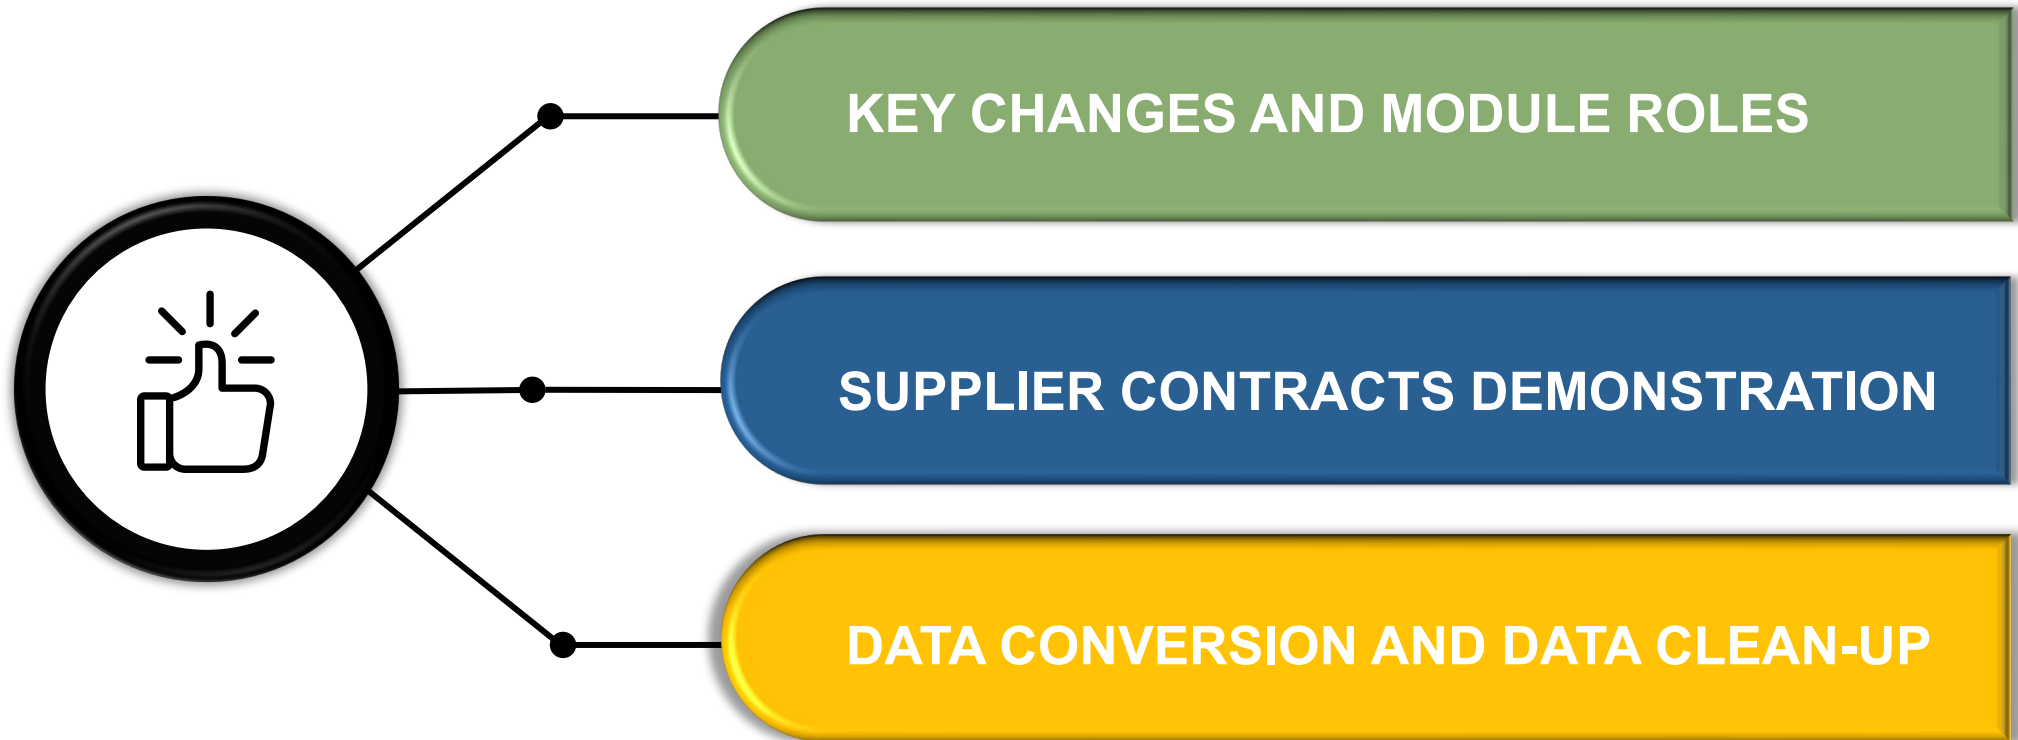 KEY CHANGES AND MODULE ROLES
SUPPLIER CONTRACTS DEMONSTRATION
DATA CONVERSION AND DATA CLEAN-UP